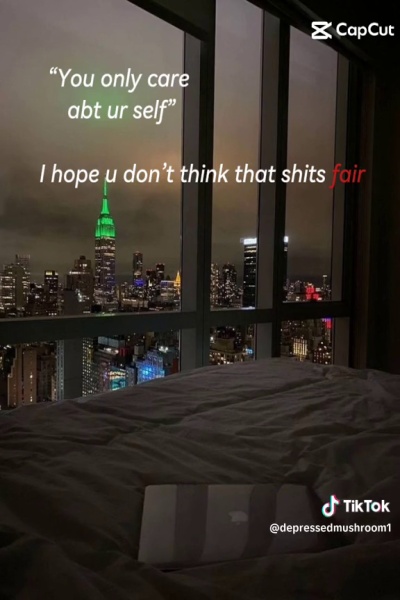 CapCut
“You only care
abt ur self”
I hope u don’t think that shits fair
TikTok
@depressedmushroom1